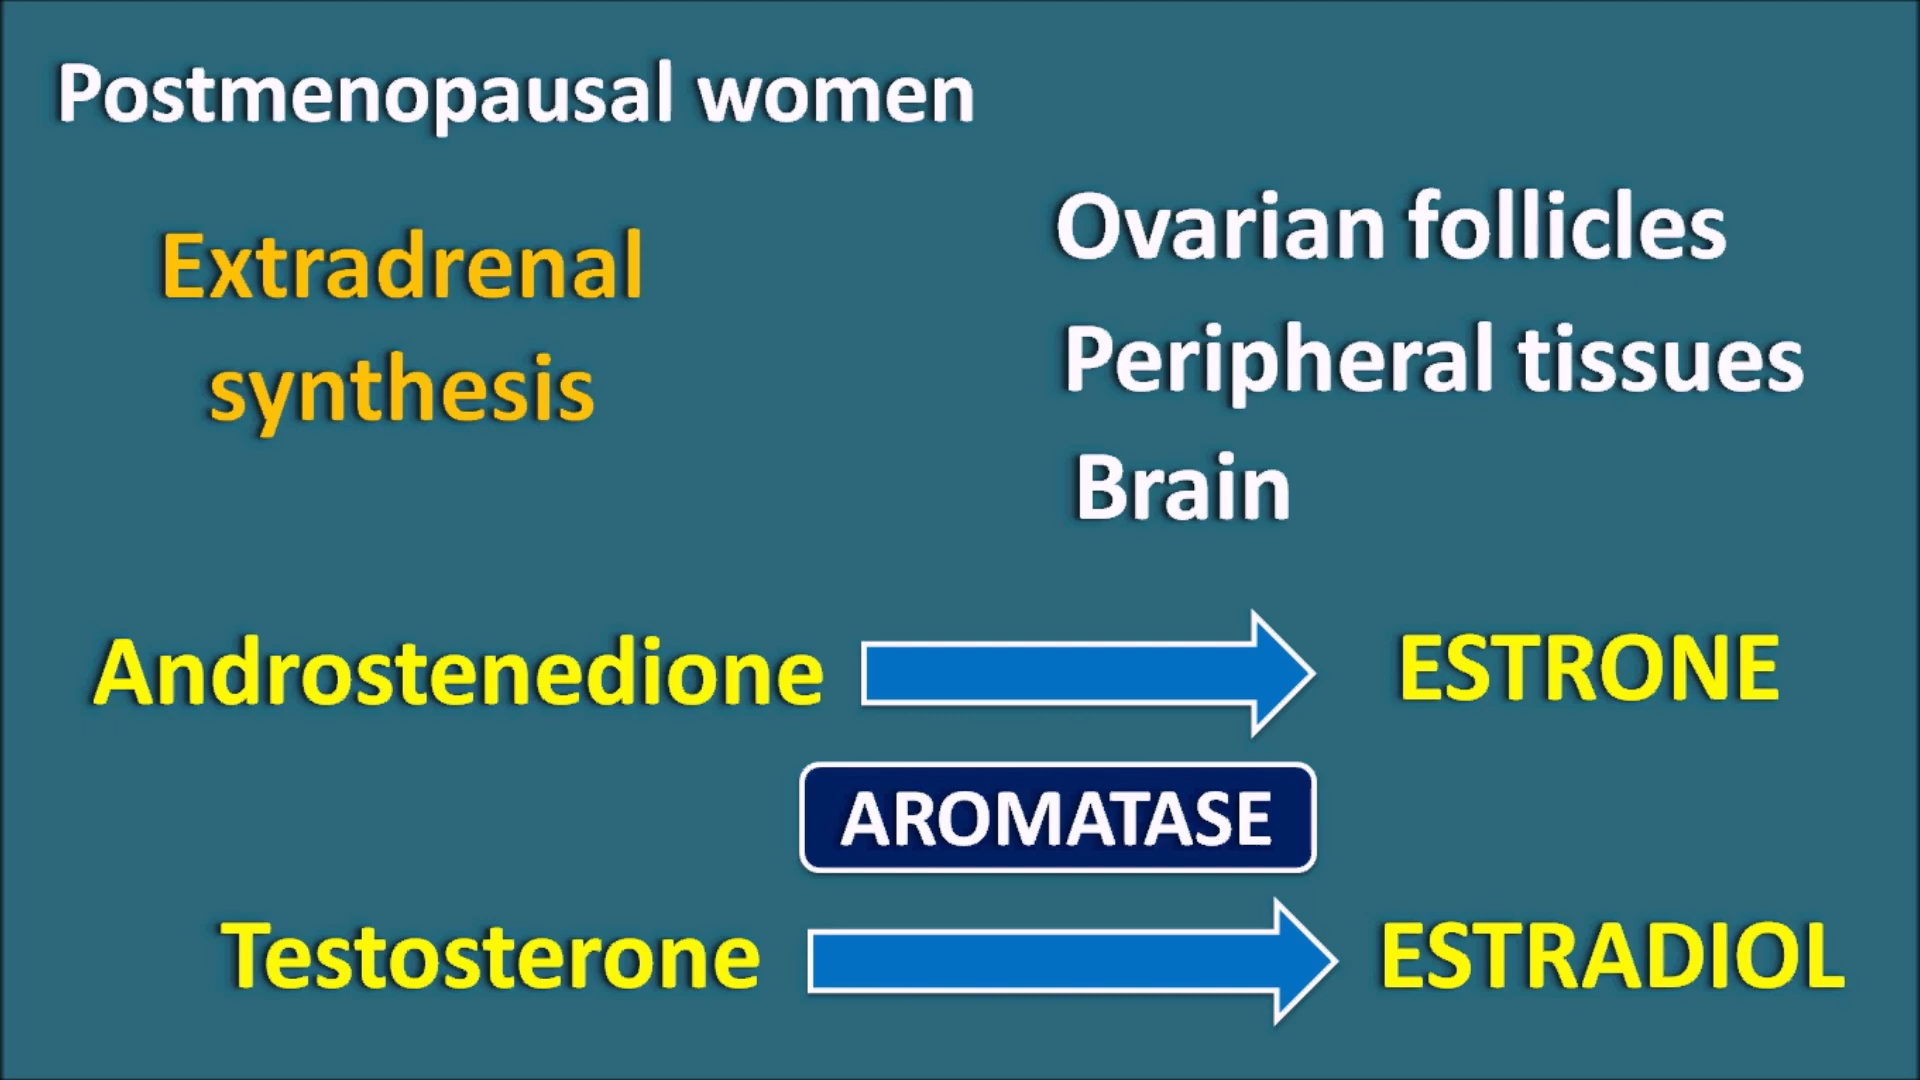 Postmenopausal women
Extradrenal
synthesis
Ovarian follicles
Peripheral tissues
Brain
Androstenedione
ESTRONE
AROMATASE
Testosterone
ESTRADIOL